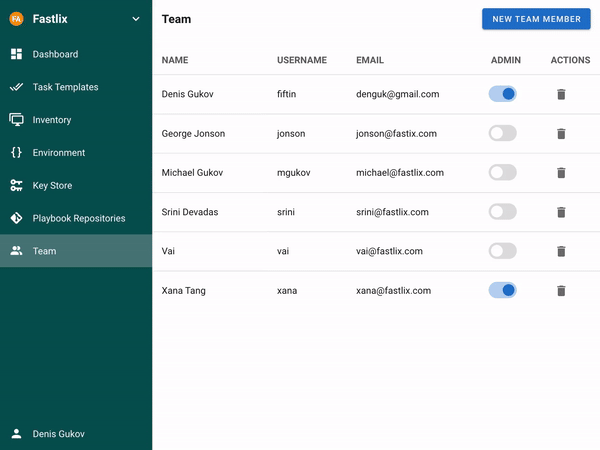 FA Fastlix
Team
NEW TEAM MEMBER
Dashboard
Task Templates
Inventory
Environment
Key Store
Playbook Repositories
Team
Denis Gukov
NAME USERNAME EMAIL ADMIN ACTIONS
Denis Gukov fiftin denguk@gmail.com
George Jonson jonson jonson@fastix.com
Michael Gukov mgukov michael@fastlix.com
Srini Devadas srini srini@fastlix.com
Vai vai vai@fastlix.com
Xana Tang xana xana@fastlix.com